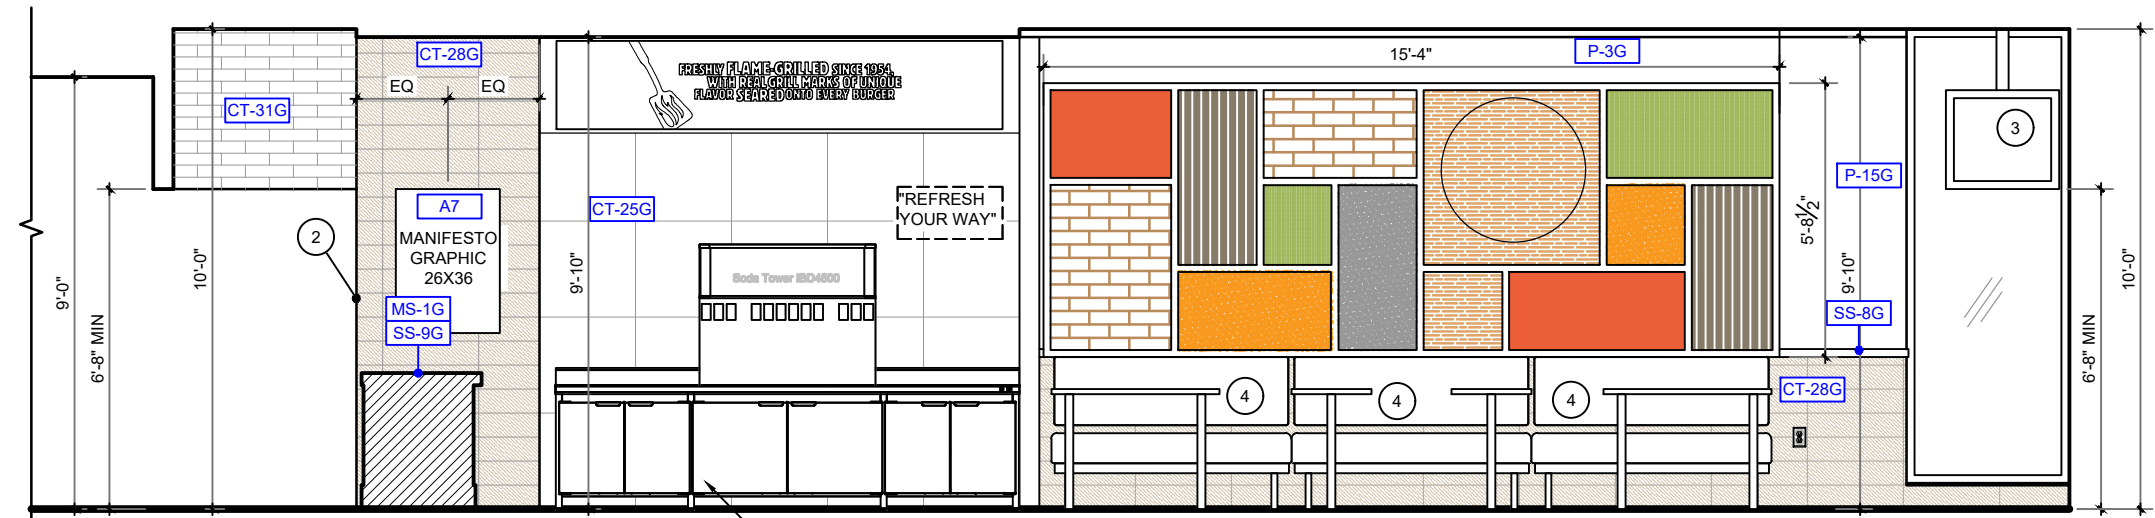 CT-28G
15'-4"
P-3G
FRESHLY FLAME-GRILLED SINCE 1954,
WITH REAL GRILL MARKS OF UNIQUE
FLAVOR SEARED ONTO EVERY BURGER
EQ
EQ
CT-31G
3
P-15G
A7
"REFRESH
YOUR WAY"
CT-25G
MANIFESTO
GRAPHIC
26X36
2
5'-8½"
9'-0"
10'-0"
9'-10"
Soda Tower IBD4500
9'-10"
10'-0"
MS-1G
SS-9G
SS-8G
6'-8" MIN
6'-8" MIN
CT-28G
4
4
4